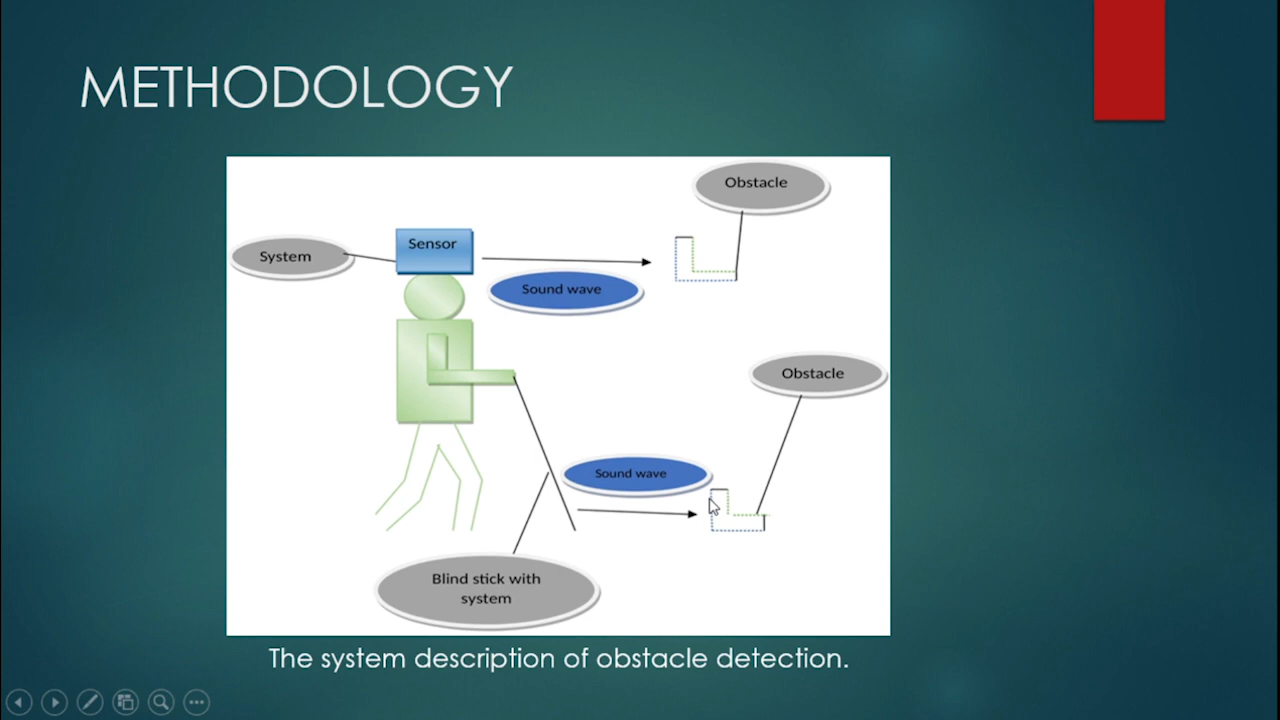 METHODOLOGY
Obstacle
Sensor
System
Sound wave
Obstacle
Sound wave
Blind stick with
system
The system description of obstacle detection.